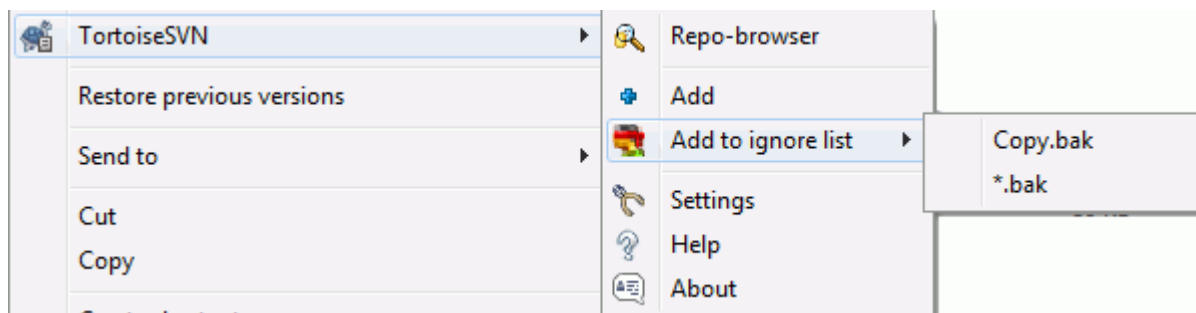 TortoiseSVN
Restore previous versions
Send to
Cut
Copy
Repo-browser
Add
Add to ignore list
Settings
Help
About
Copy.bak
*.bak